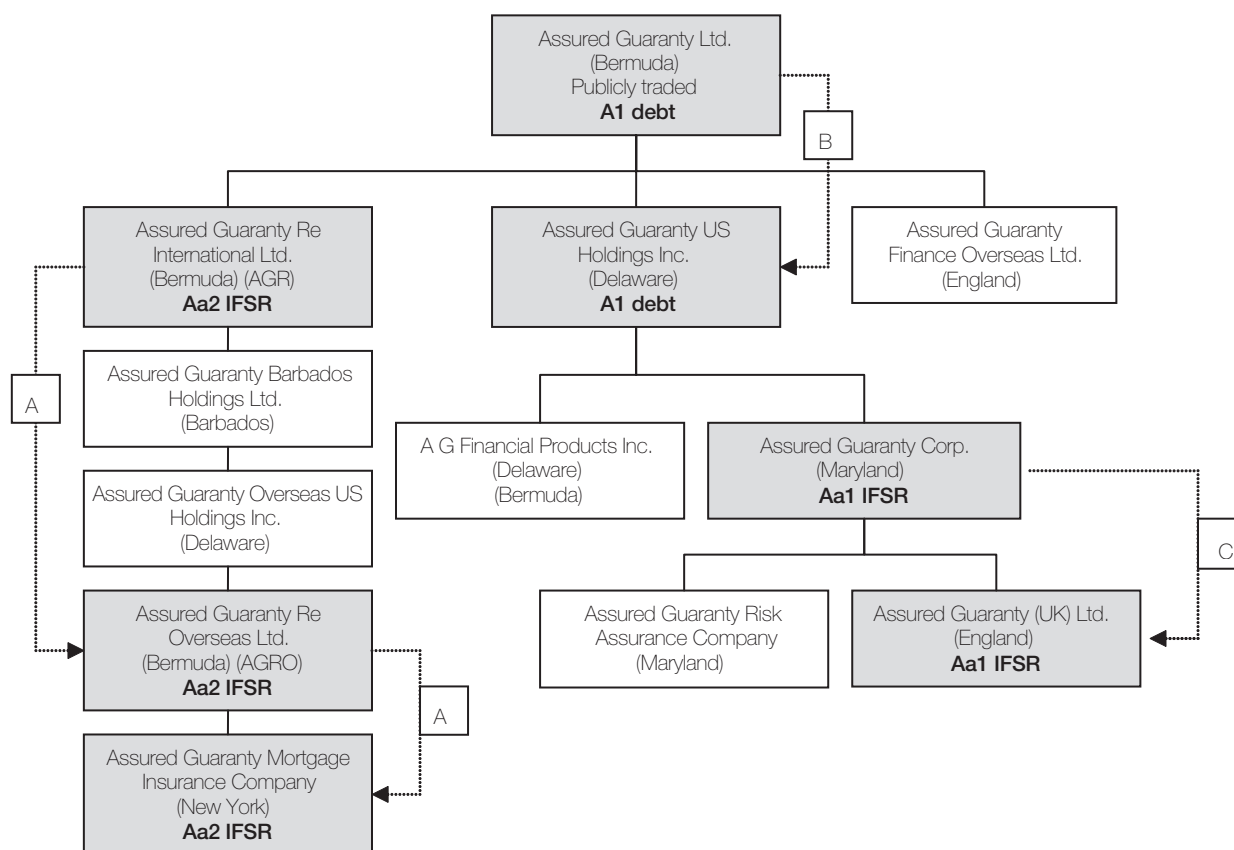 Assured Guaranty Ltd.
(Bermuda)
Publicly traded
A1 debt
B
Assured Guaranty Re
International Ltd.
(Bermuda) (AGR)
Aa2 IFSR
Assured Guaranty US
Holdings Inc.
(Delaware)
A1 debt
Assured Guaranty
Finance Overseas Ltd.
(England)
A
Assured Guaranty Barbados
Holdings Ltd.
(Barbados)
A G Financial Products Inc.
(Delaware)
(Bermuda)
Assured Guaranty Corp.
(Maryland)
Aa1 IFSR
Assured Guaranty Overseas US
Holdings Inc.
(Delaware)
C
Assured Guaranty Re
Overseas Ltd.
(Bermuda) (AGRO)
Aa2 IFSR
Assured Guaranty Risk
Assurance Company
(Maryland)
Assured Guaranty (UK) Ltd.
(England)
Aa1 IFSR
A
Assured Guaranty Mortgage
Insurance Company
(New York)
Aa2 IFSR